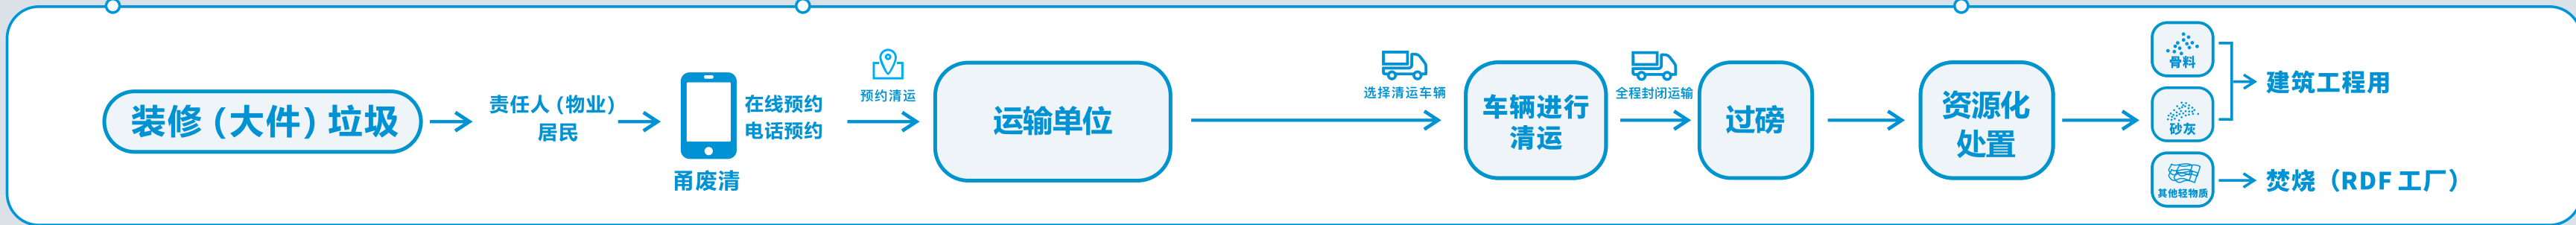 装修（大件）垃圾
责任人（物业）
居民
甬废清
在线预约
电话预约
预约清运
运输单位
选择清运车辆
车辆进行
清运
全程封闭运输
过磅
资源化
处置
骨料
砂灰
建筑工程用
其他轻物质
焚烧（RDF 工厂）